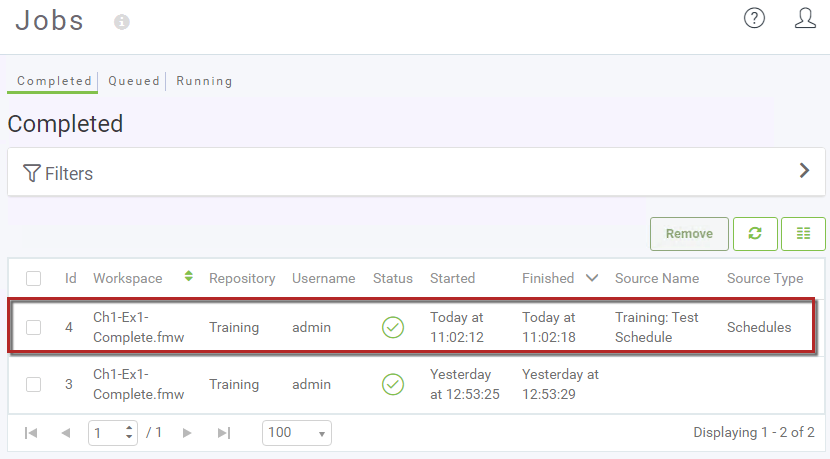 Jobs
Completed Queued Running
Completed
Filters
Remove
Id Workspace Repository Username Status Started Finished Source Name Source Type
4 Ch1-Ex1-Complete.fmw Training admin Today at 11:02:12 Today at 11:02:18 Training: Test Schedule Schedules
3 Ch1-Ex1-Complete.fmw Training admin Yesterday at 12:53:25 Yesterday at 12:53:29
1 / 1 100 Displaying 1 - 2 of 2